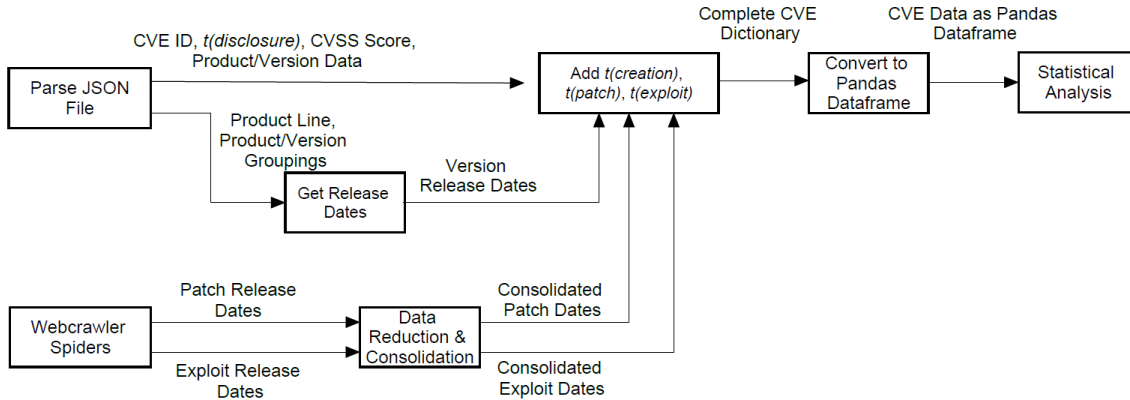 CVE ID, t(disclosure), CVSS Score,
Product/Version Data
Complete CVE
Dictionary
CVE Data as Pandas
Dataframe
Parse JSON
File
Add t(creation),
t(patch), t(exploit)
Convert to
Pandas
Dataframe
Statistical
Analysis
Product Line,
Product/Version
Groupings
Version
Release Dates
Get Release
Dates
Patch Release
Dates
Consolidated
Patch Dates
Webcrawler
Spiders
Data
Reduction &
Consolidation
Exploit Release
Dates
Consolidated
Exploit Dates